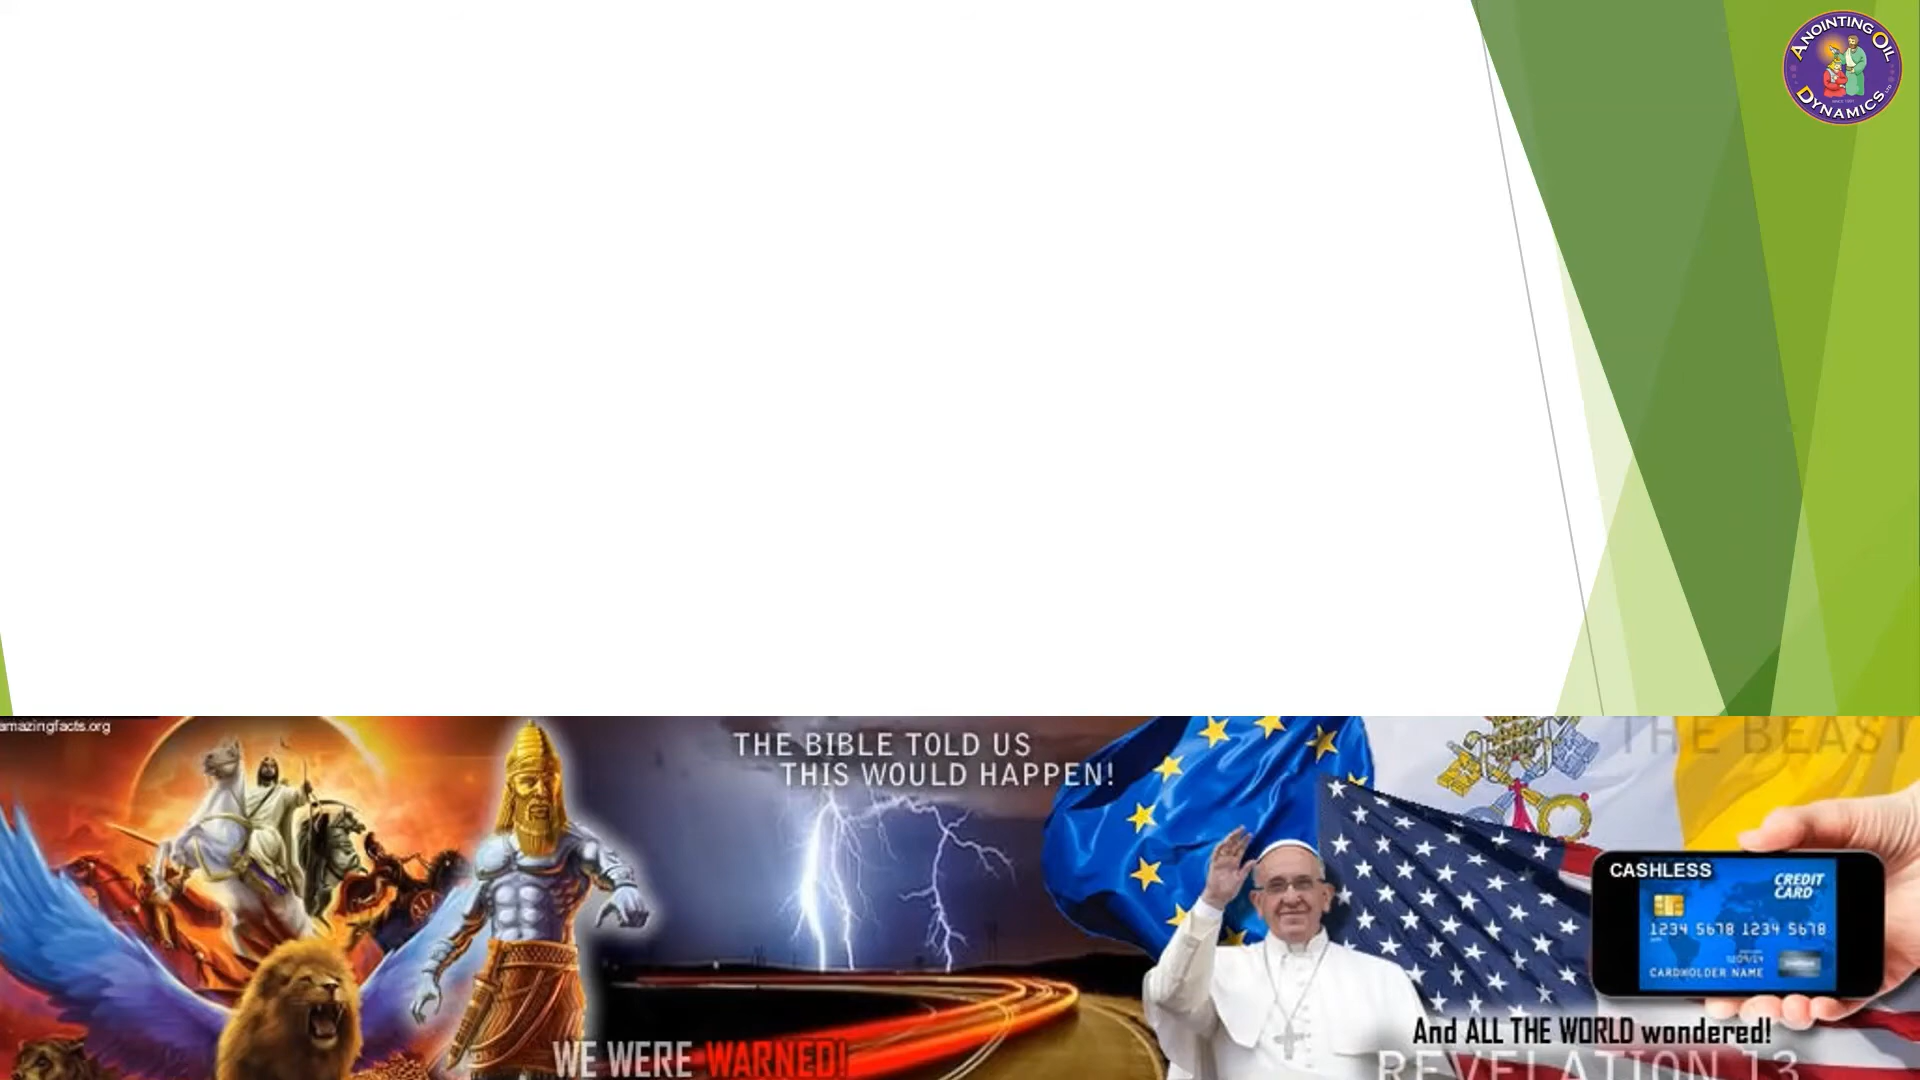 ANOINTING OIL
DYNAMICS LTD
amazingfacts.org
THE BIBLE TOLD US
THIS WOULD HAPPEN!
THE BEAST
CASHLESS
CREDIT
CARD
1234 5678 1234 5678
CARDHOLDER NAME
And ALL THE WORLD wondered!
WE WERE WARNED!
REVELATION 13